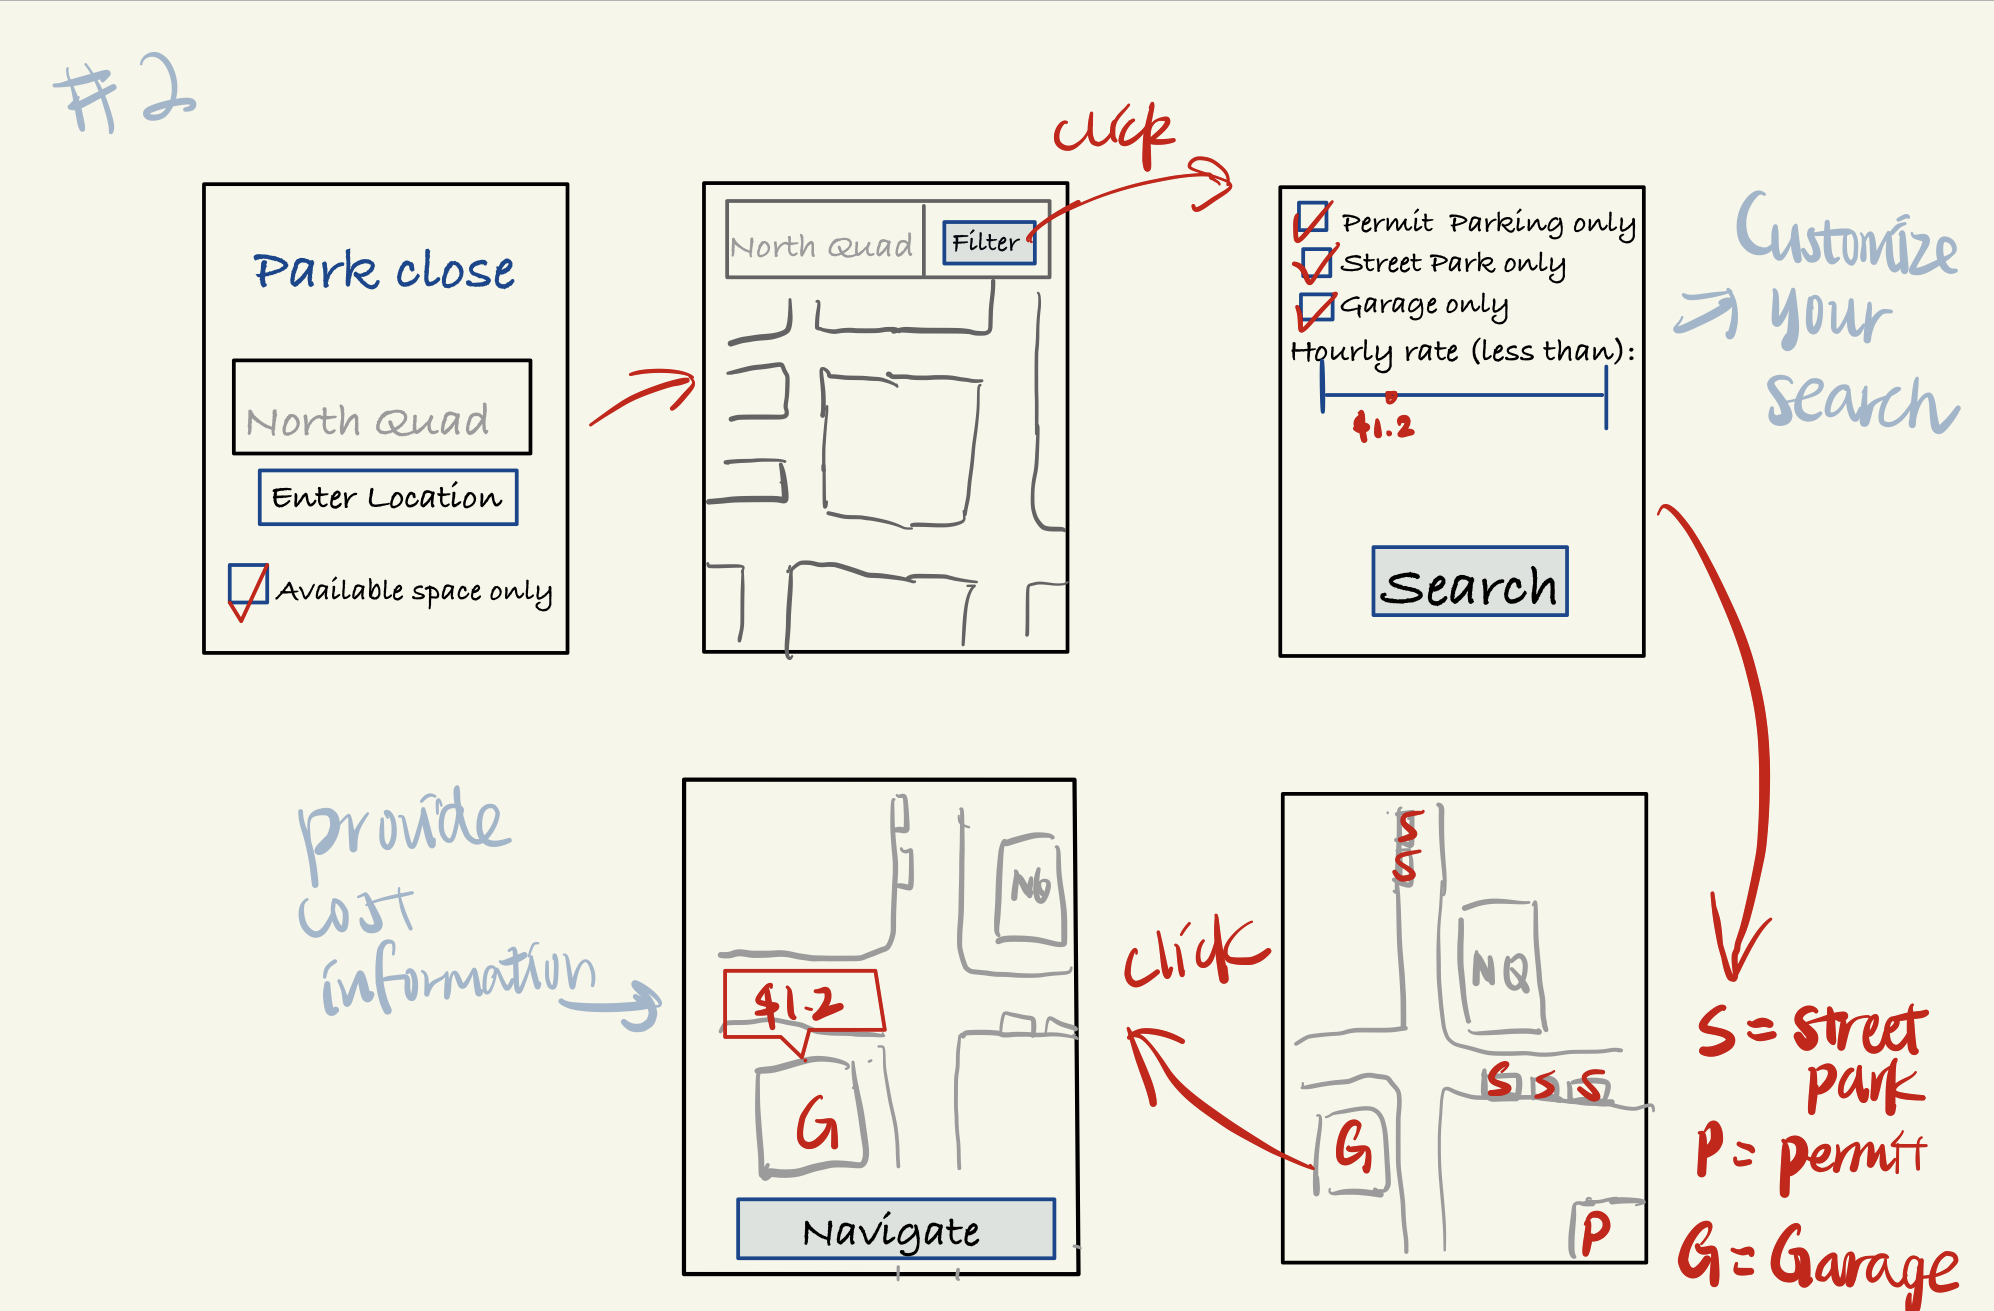 #2
Park close
North Quad
Enter Location
Available space only
North Quad
Filter
click
Permit Parking only
Street Park only
Garage only
Hourly rate (less than):
$1.2
Search
Customize
your
search
provide
cost
information
$1.2
G
NQ
Navigate
click
S
S
NQ
S S S
G
P
S = street
park
P = permit
G = Garage